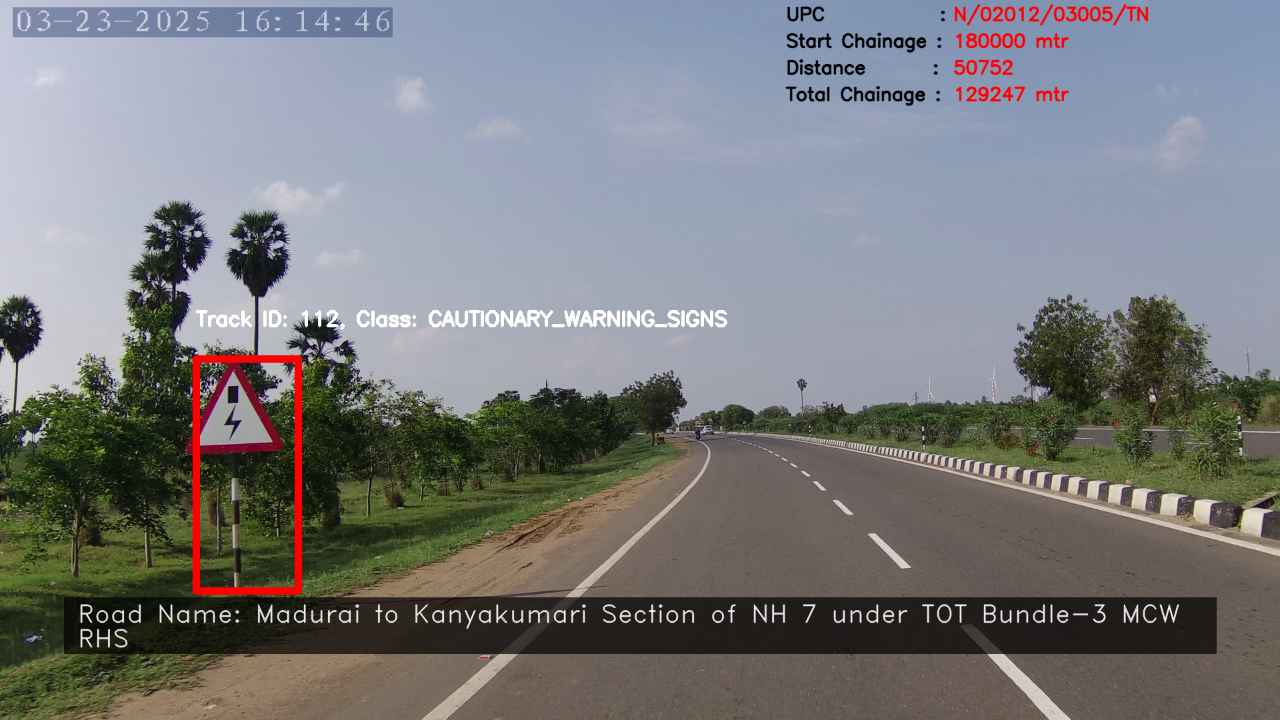 03-23-2025 16:14:46
UPC : N/02012/03005/TN
Start Chainage : 180000 mtr
Distance : 50752
Total Chainage : 129247 mtr
Track ID: 112, Class: CAUTIONARY_WARNING_SIGNS
Road Name: Madurai to Kanyakumari Section of NH 7 under TOT Bundle-3 MCW
RHS